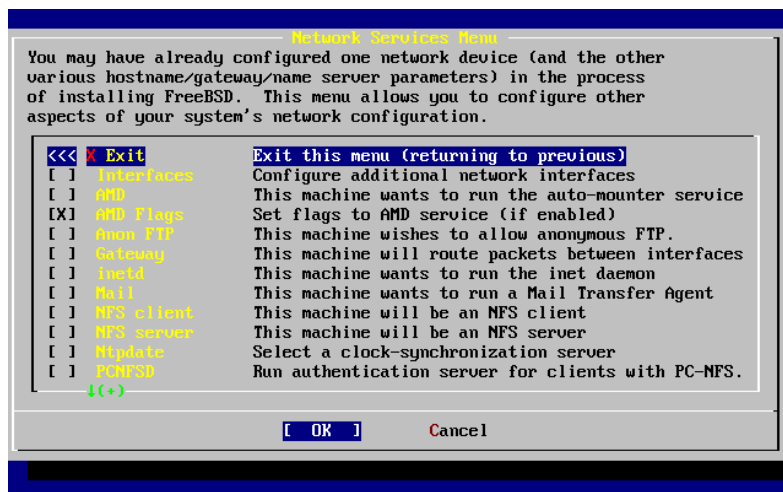 Network Services Menu
You may have already configured one network device (and the other
various hostname/gateway/name server parameters) in the process
of installing FreeBSD.  This menu allows you to configure other
aspects of your system's network configuration.
<<< X Exit Exit this menu (returning to previous)
[ ] Interfaces Configure additional network interfaces
[ ] AMD This machine wants to run the auto-mounter service
[X] AMD Flags Set flags to AMD service (if enabled)
[ ] Anon FTP This machine wishes to allow anonymous FTP.
[ ] Gateway This machine will route packets between interfaces
[ ] inetd This machine wants to run the inet daemon
[ ] Mail This machine wants to run a Mail Transfer Agent
[ ] NFS client This machine will be an NFS client
[ ] NFS server This machine will be an NFS server
[ ] Ntpdate Select a clock-synchronization server
[ ] PCNFSD Run authentication server for clients with PC-NFS.
↓(+)
[ OK ] Cancel